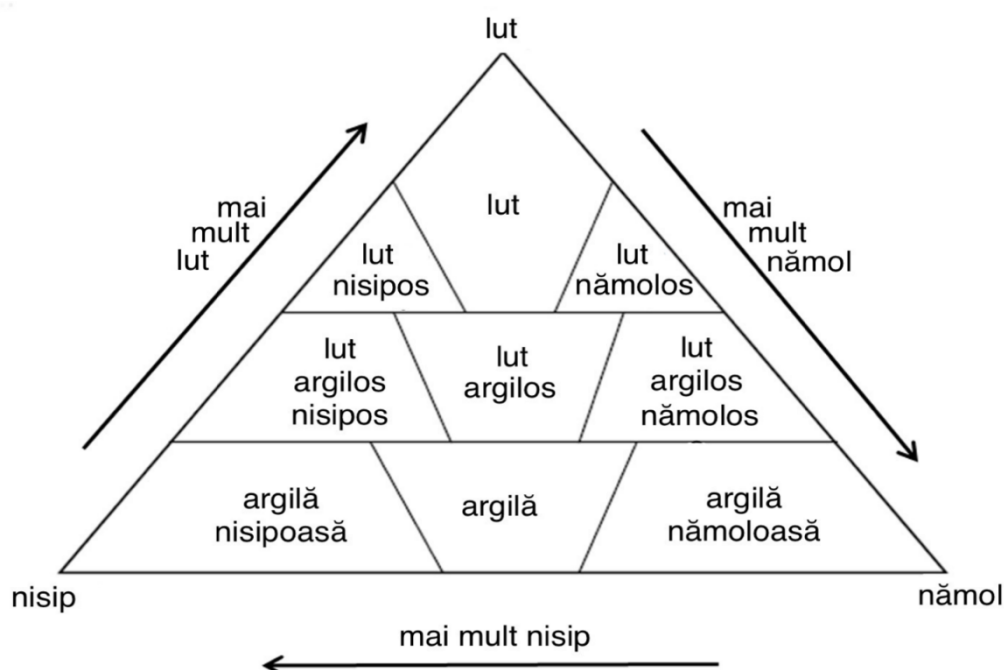 lut
mai
mult
lut
mai
mult
nămol
lut
lut
nisipos
lut
nămolos
lut
argilos
nisipos
lut
argilos
lut
argilos
nămolos
argilă
nisipoasă
argilă
argilă
nămoloasă
nisip
nămol
mai mult nisip